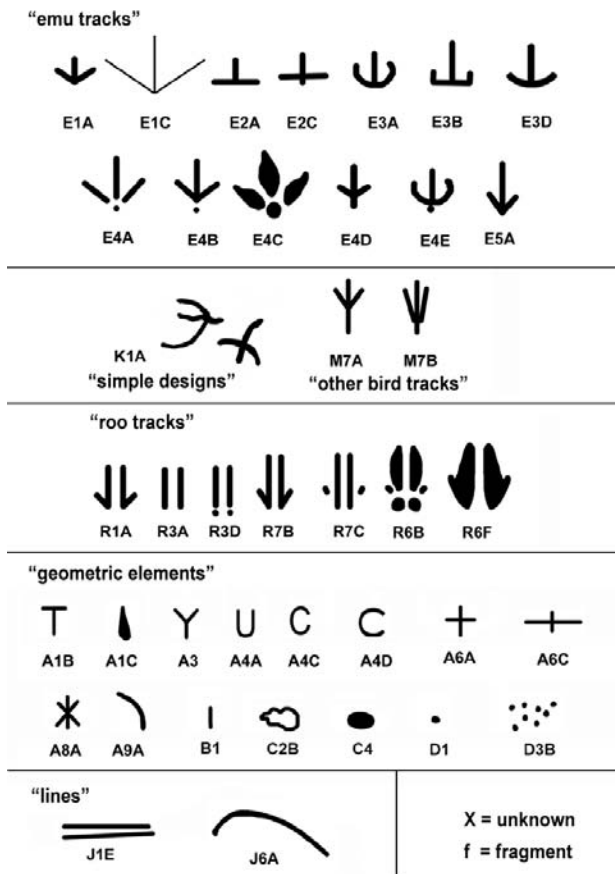 “emu tracks”
E1A E1C E2A E2C E3A E3B E3D
E4A E4B E4C E4D E4E E5A
K1A
“simple designs”
M7A M7B
“other bird tracks”
“roo tracks”
R1A R3A R3D R7B R7C R6B R6F
“geometric elements”
A1B A1C A3 A4A A4C A4D A6A A6C
A8A A9A B1 C2B C4 D1 D3B
“lines”
J1E J6A
X = unknown
f = fragment